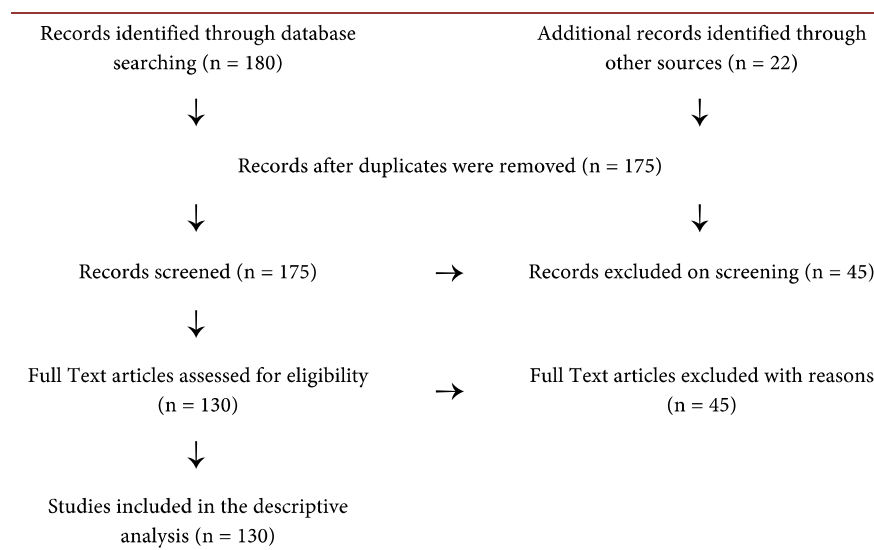 Records identified through database
searching (n = 180)
Additional records identified through
other sources (n = 22)
Records after duplicates were removed (n = 175)
Records screened (n = 175)
Records excluded on screening (n = 45)
Full Text articles assessed for eligibility
(n = 130)
Full Text articles excluded with reasons
(n = 45)
Studies included in the descriptive
analysis (n = 130)